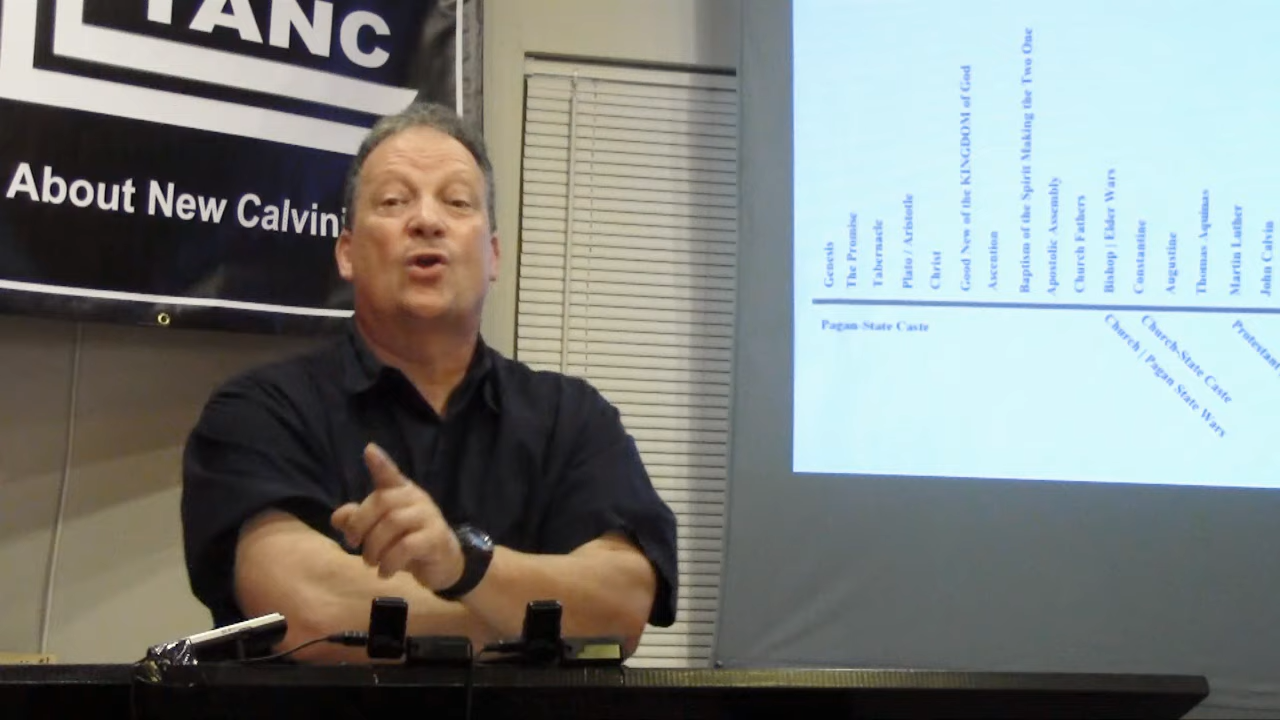 TANC
About New Calvini
Genesis
The Promise
Tabernacle
Plato / Aristotle
Christ
Good New of the KINGDOM of God
Ascention
Baptism of the Spirit Making the Two One
Apostolic Assembly
Church Fathers
Bishop | Elder Wars
Constantine
Augustine
Thomas Aquinas
Martin Luther
John Calvin
Pagan-State Caste
Church | Pagan State Wars
Church-State Caste
Protestant